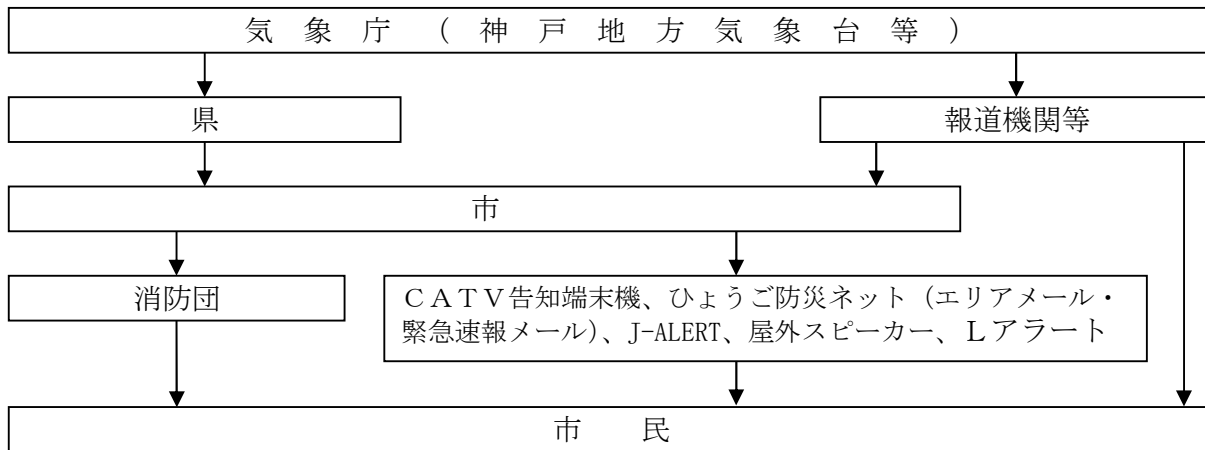 気象庁（神戸地方気象台等）
県
報道機関等
市
消防団
ＣＡＴＶ告知端末機、ひょうご防災ネット（エリアメール・
緊急速報メール）、J-ALERT、屋外スピーカー、Ｌアラート
市民